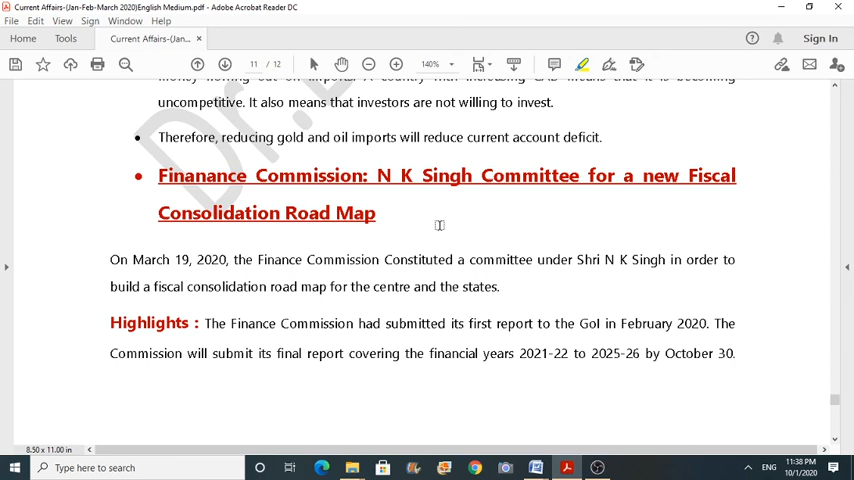 Current Affairs-(Jan-Feb-March 2020)English Medium.pdf - Adobe Acrobat Reader DC
File Edit View Sign Window Help
Home Tools Current Affairs-(Jan-... × Sign In
11 / 12 140%
uncompetitive. It also means that investors are not willing to invest.
• Therefore, reducing gold and oil imports will reduce current account deficit.
• Finanance Commission: N K Singh Committee for a new Fiscal
Consolidation Road Map
On March 19, 2020, the Finance Commission Constituted a committee under Shri N K Singh in order to
build a fiscal consolidation road map for the centre and the states.
Highlights : The Finance Commission had submitted its first report to the GoI in February 2020. The
Commission will submit its final report covering the financial years 2021-22 to 2025-26 by October 30.
8.50 x 11.00 in
Type here to search
ENG
11:38 PM
10/1/2020